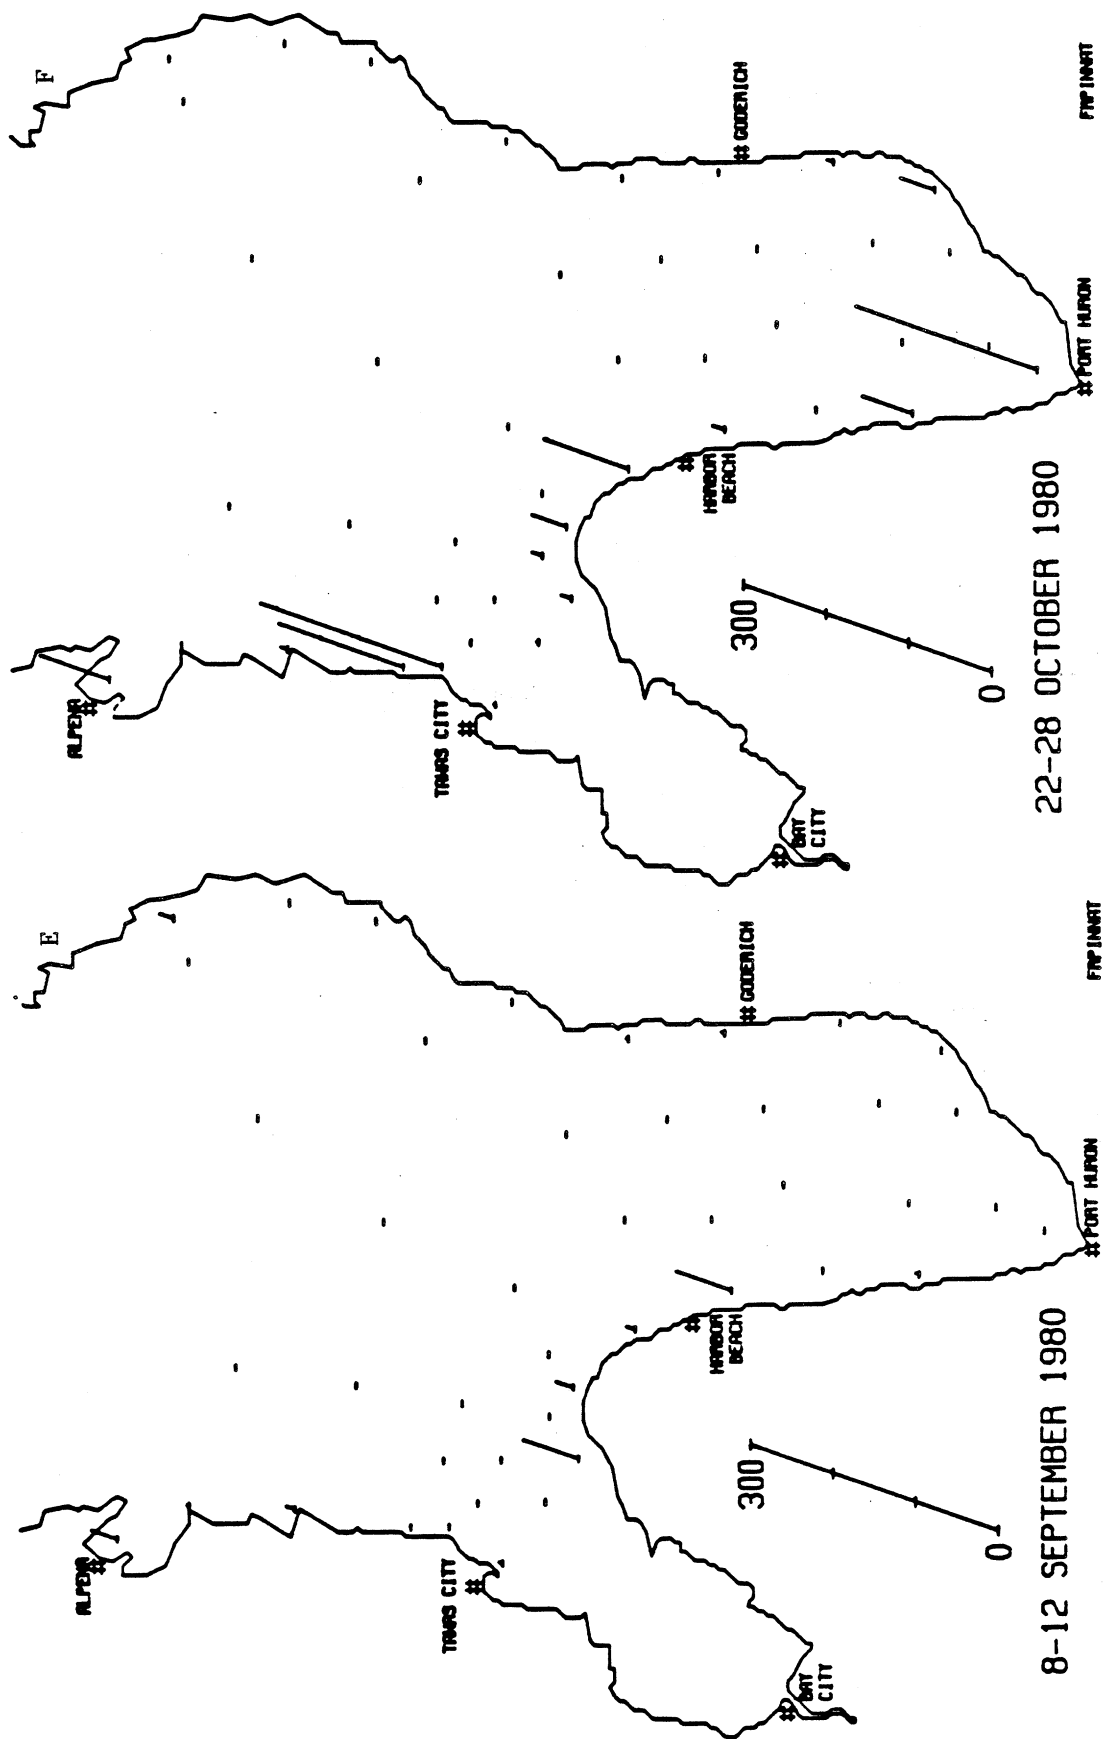 F
ALPENA
#
TAWAS CITY
#
# GODERICH
#
HARBOR
BEACH
#
BAY
CITY
# PORT HURON
300
0
22-28 OCTOBER 1980
FRPINNAT
E
ALPENA
#
TAWAS CITY
#
# GODERICH
#
HARBOR
BEACH
#
BAY
CITY
# PORT HURON
300
0
8-12 SEPTEMBER 1980
FRPINNAT